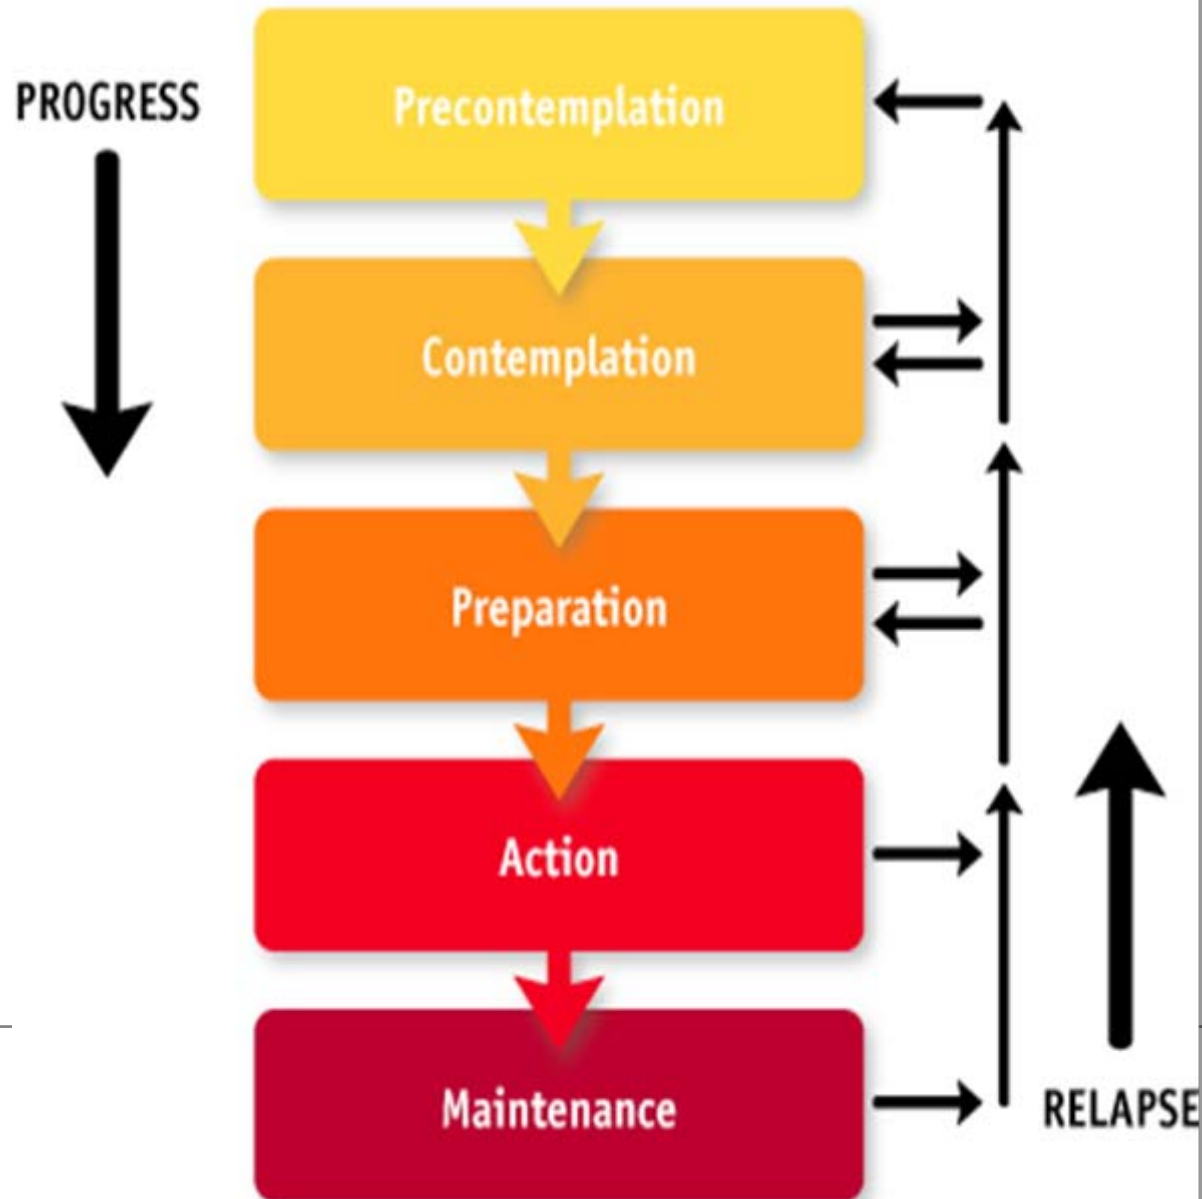 PROGRESS
Precontemplation
Contemplation
Preparation
Action
Maintenance
RELAPSE